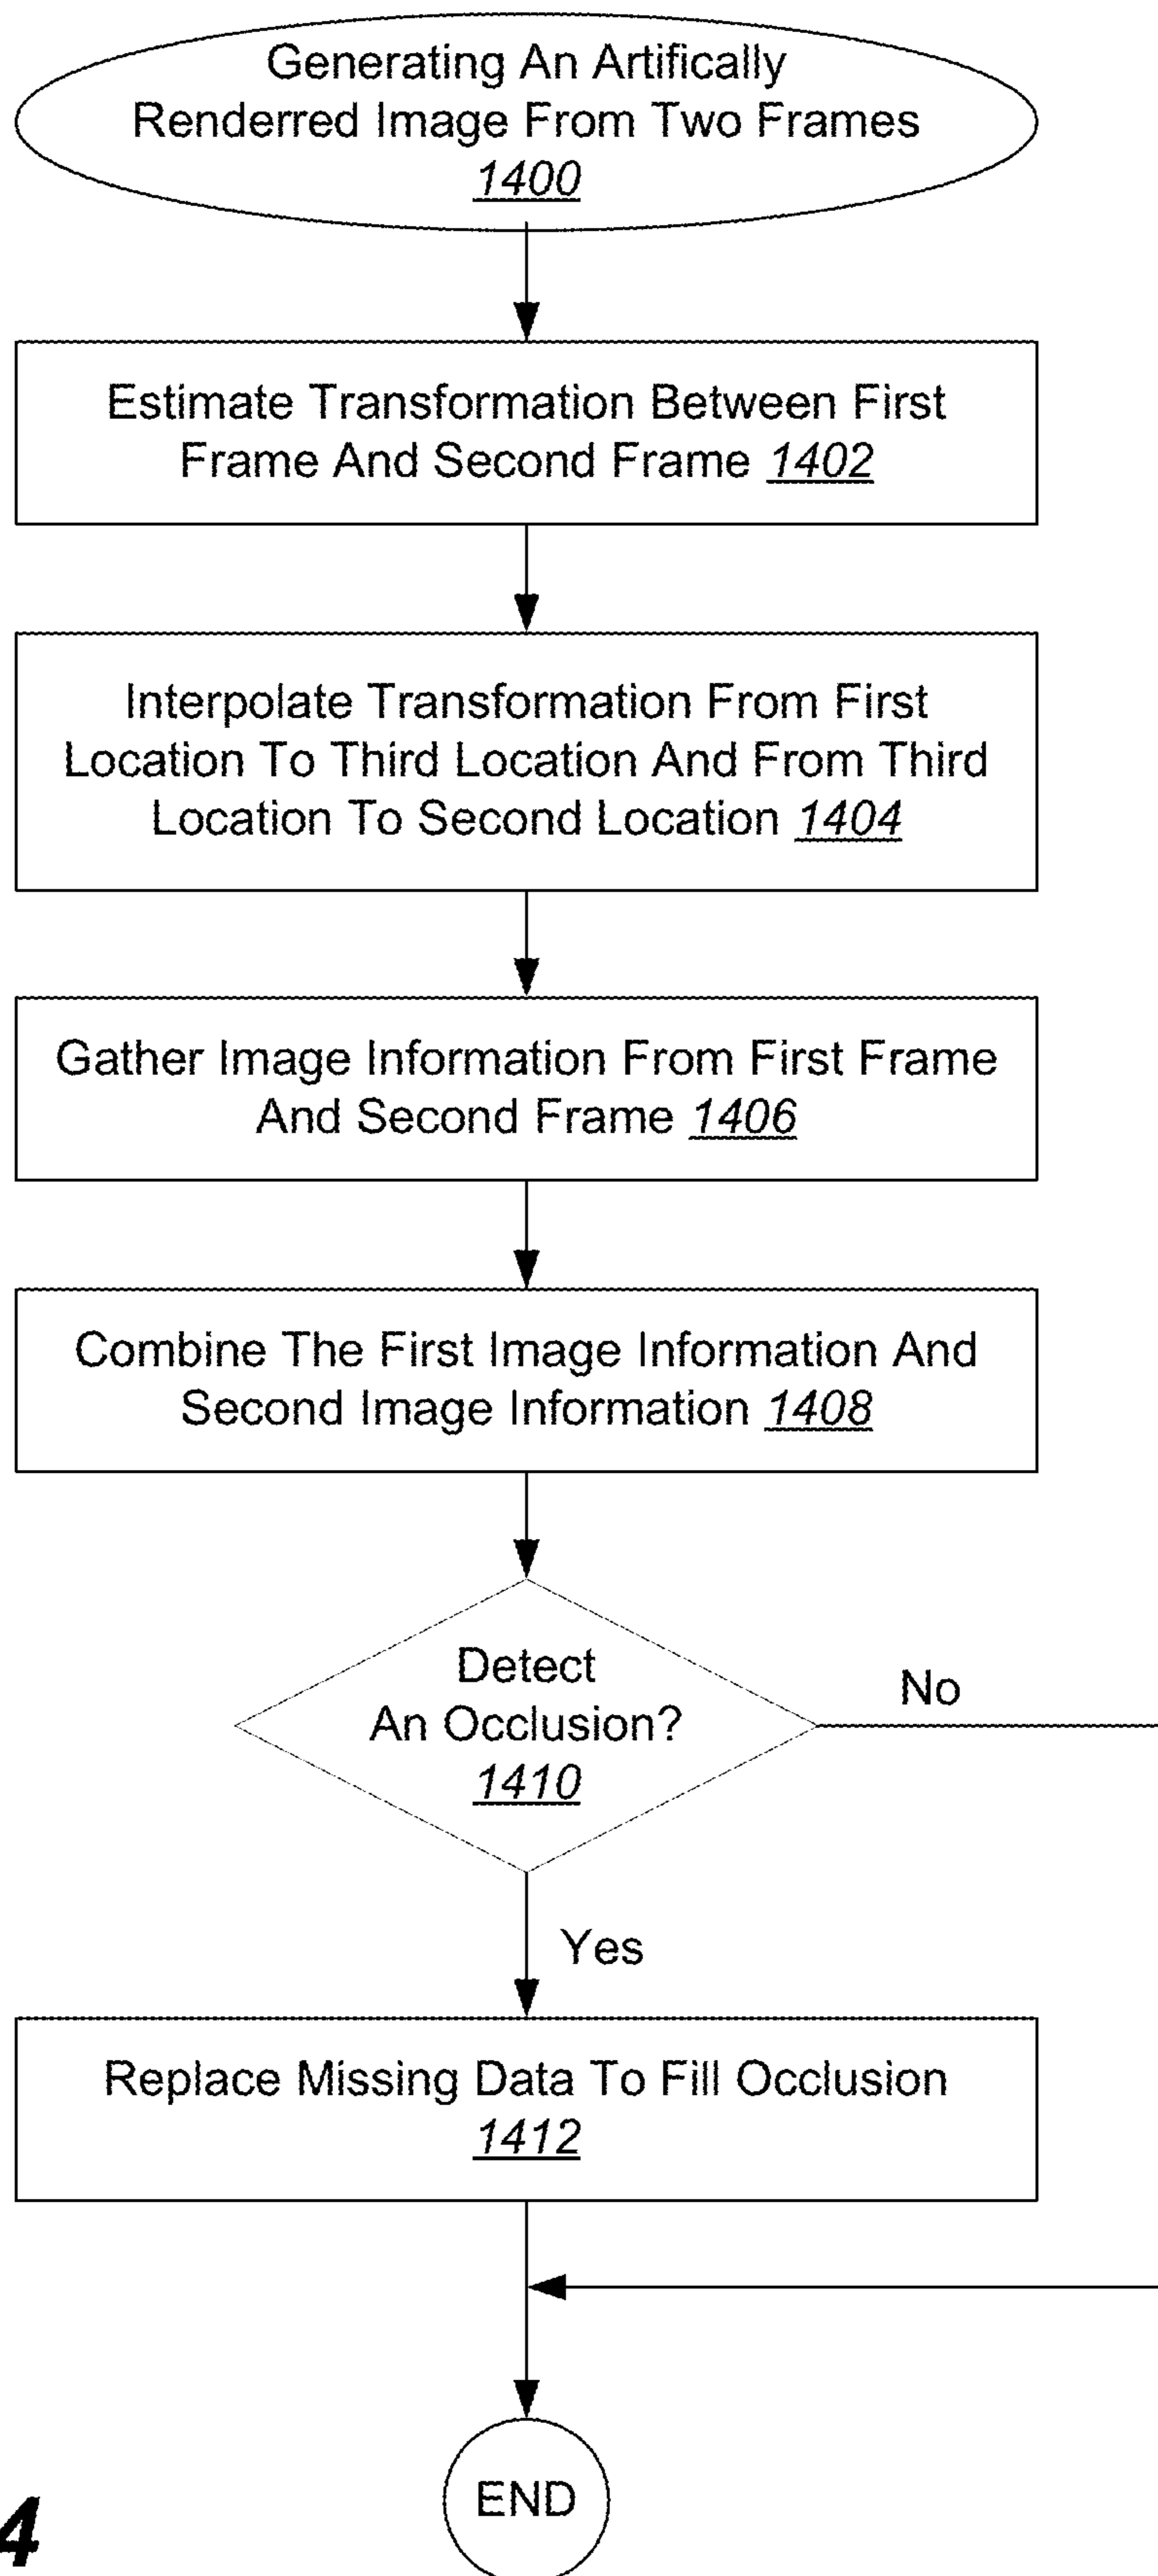 Generating An Artifically
Renderred Image From Two Frames
1400
Estimate Transformation Between First
Frame And Second Frame 1402
Interpolate Transformation From First
Location To Third Location And From Third
Location To Second Location 1404
Gather Image Information From First Frame
And Second Frame 1406
Combine The First Image Information And
Second Image Information 1408
Detect
An Occlusion?
1410
No
Yes
Replace Missing Data To Fill Occlusion
1412
END
4